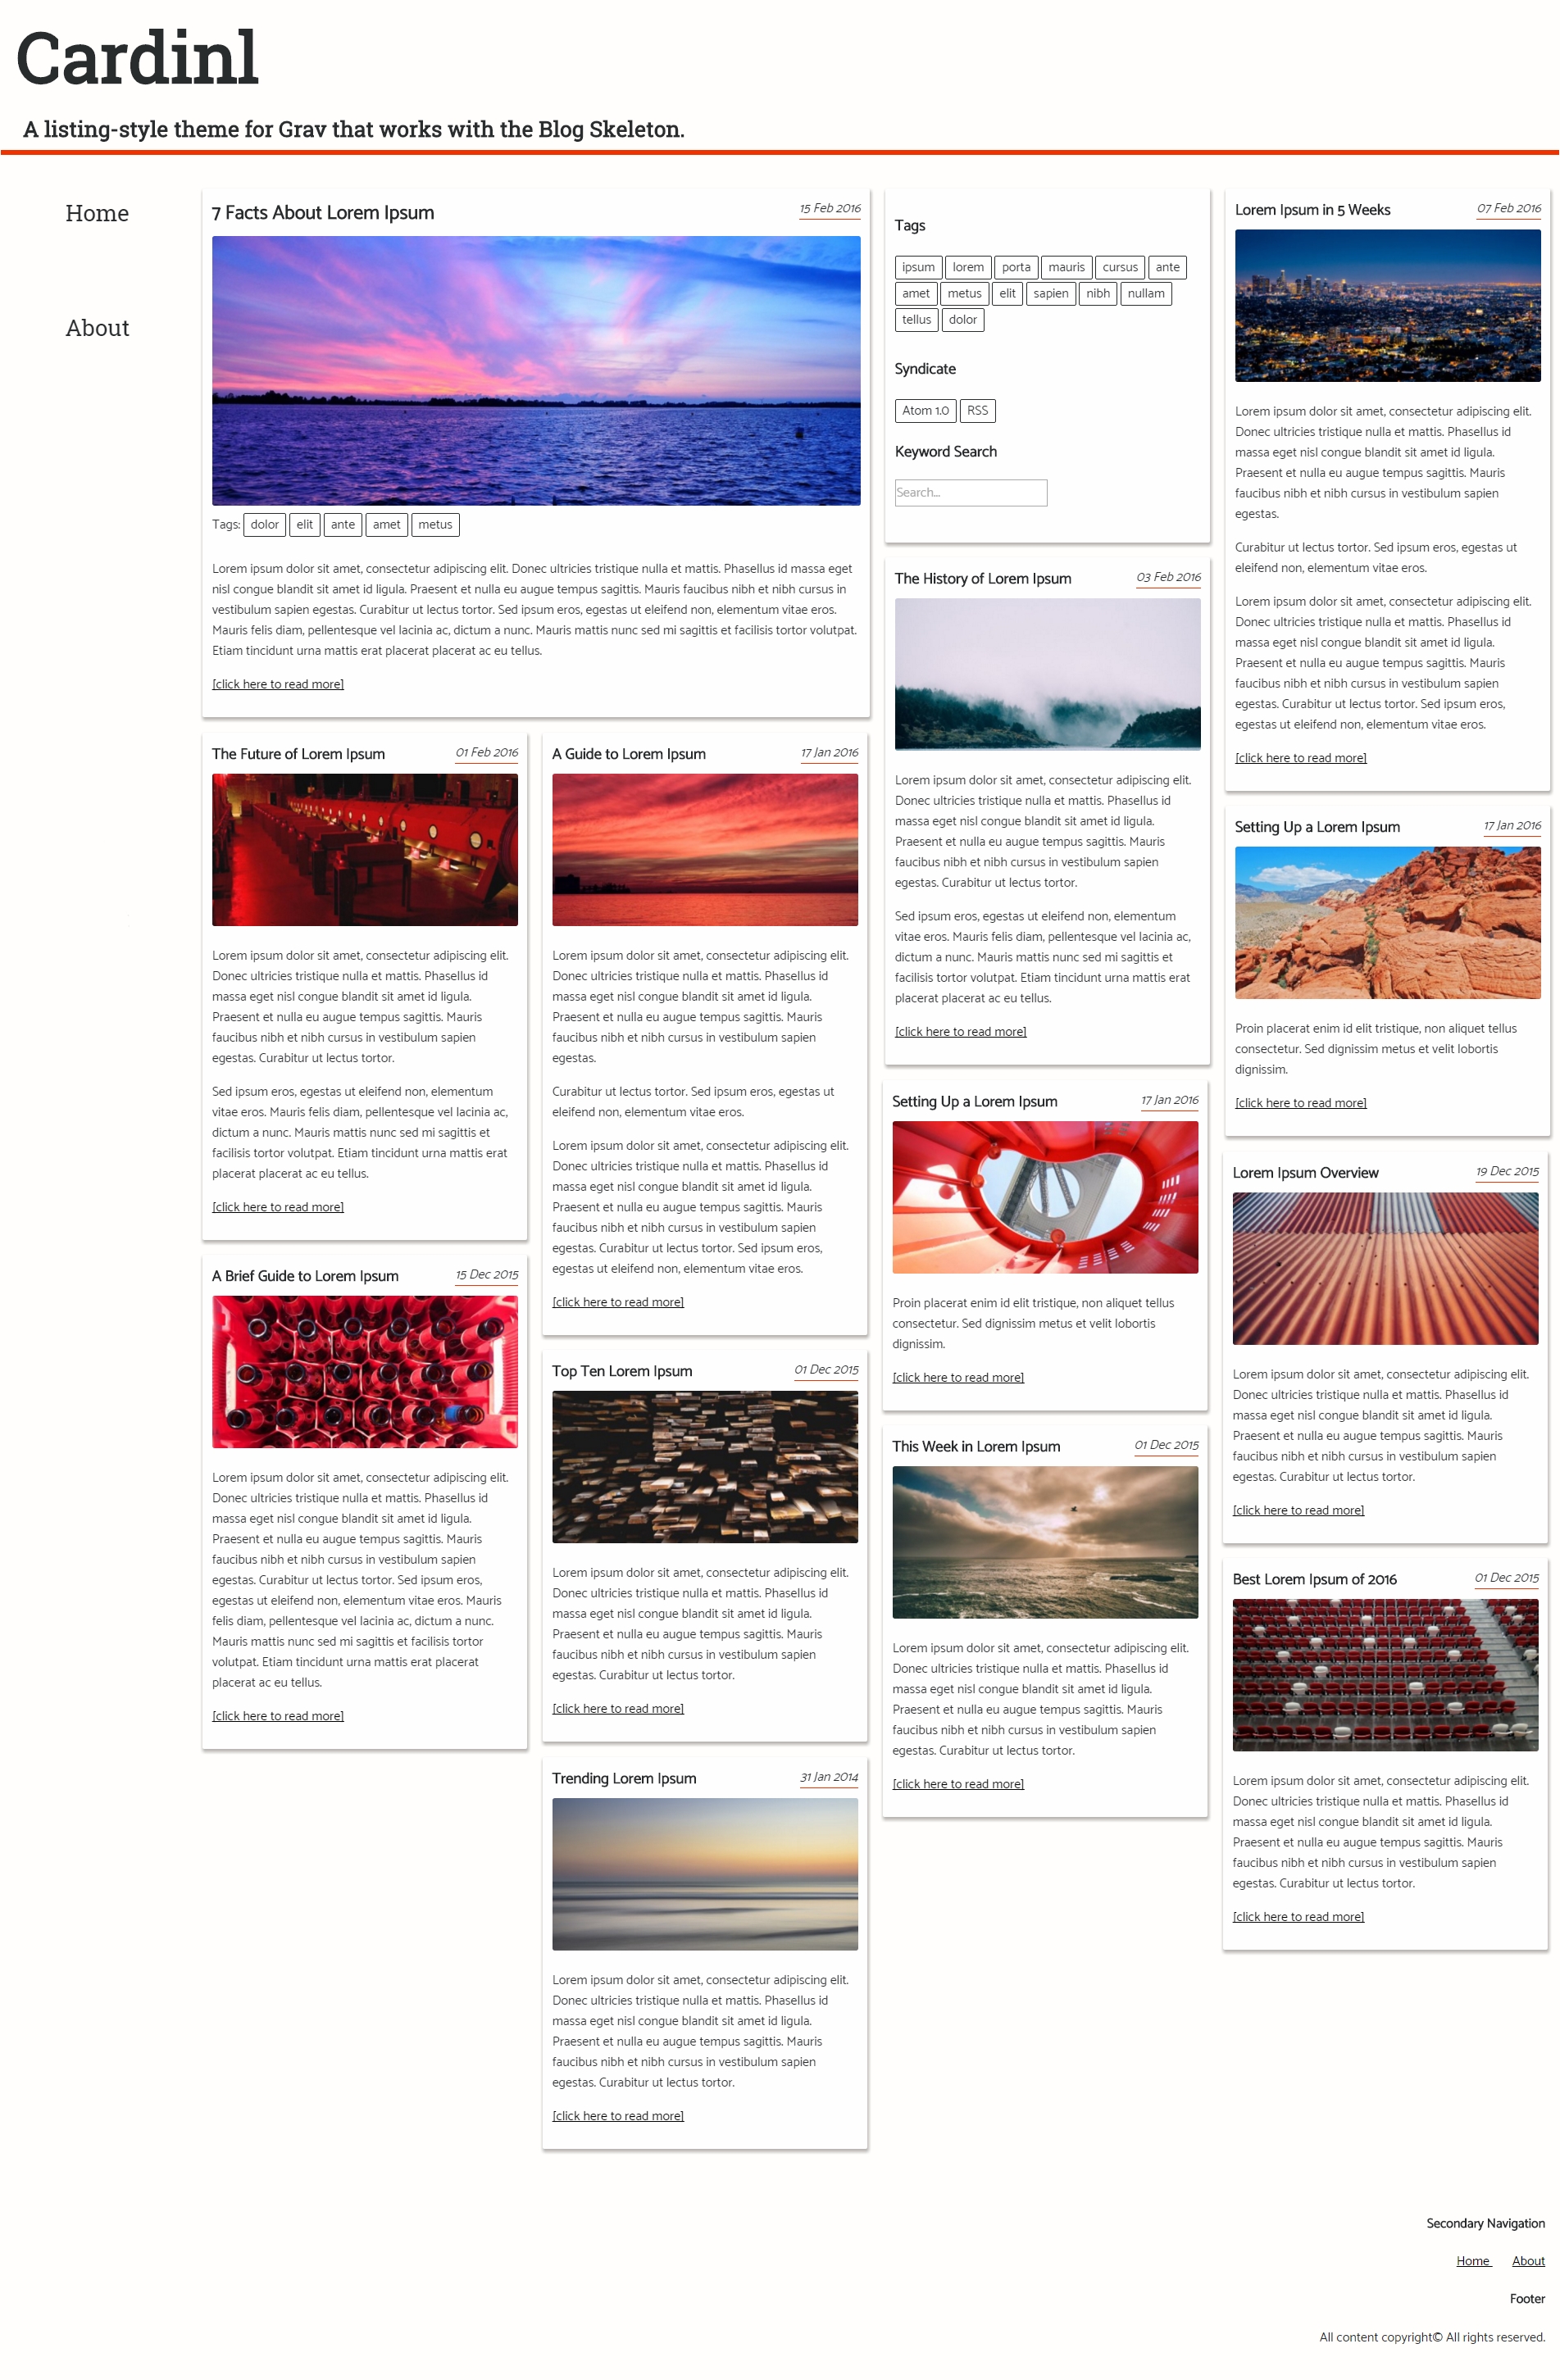 Cardinl
A listing-style theme for Grav that works with the Blog Skeleton.
Home
About
7 Facts About Lorem Ipsum
15 Feb 2016
Tags: dolor elit ante amet metus
Lorem ipsum dolor sit amet, consectetur adipiscing elit. Donec ultricies tristique nulla et mattis. Phasellus id massa eget
nisl congue blandit sit amet id ligula. Praesent et nulla eu augue tempus sagittis. Mauris faucibus nibh et nibh cursus in
vestibulum sapien egestas. Curabitur ut lectus tortor. Sed ipsum eros, egestas ut eleifend non, elementum vitae eros.
Mauris felis diam, pellentesque vel lacinia ac, dictum a nunc. Mauris mattis nunc sed mi sagittis et facilisis tortor volutpat.
Etiam tincidunt urna mattis erat placerat placerat ac eu tellus.
[click here to read more]
Tags
ipsum lorem porta mauris cursus ante
amet metus elit sapien nibh nullam
tellus dolor
Syndicate
Atom 1.0 RSS
Keyword Search
Search...
Lorem Ipsum in 5 Weeks
07 Feb 2016
Lorem ipsum dolor sit amet, consectetur adipiscing elit.
Donec ultricies tristique nulla et mattis. Phasellus id
massa eget nisl congue blandit sit amet id ligula.
Praesent et nulla eu augue tempus sagittis. Mauris
faucibus nibh et nibh cursus in vestibulum sapien
egestas.
Curabitur ut lectus tortor. Sed ipsum eros, egestas ut
eleifend non, elementum vitae eros.
Lorem ipsum dolor sit amet, consectetur adipiscing elit.
Donec ultricies tristique nulla et mattis. Phasellus id
massa eget nisl congue blandit sit amet id ligula.
Praesent et nulla eu augue tempus sagittis. Mauris
faucibus nibh et nibh cursus in vestibulum sapien
egestas. Curabitur ut lectus tortor. Sed ipsum eros,
egestas ut eleifend non, elementum vitae eros.
[click here to read more]
The History of Lorem Ipsum
03 Feb 2016
Lorem ipsum dolor sit amet, consectetur adipiscing elit.
Donec ultricies tristique nulla et mattis. Phasellus id
massa eget nisl congue blandit sit amet id ligula.
Praesent et nulla eu augue tempus sagittis. Mauris
faucibus nibh et nibh cursus in vestibulum sapien
egestas. Curabitur ut lectus tortor.
Sed ipsum eros, egestas ut eleifend non, elementum
vitae eros. Mauris felis diam, pellentesque vel lacinia ac,
dictum a nunc. Mauris mattis nunc sed mi sagittis et
facilisis tortor volutpat. Etiam tincidunt urna mattis erat
placerat placerat ac eu tellus.
[click here to read more]
The Future of Lorem Ipsum
01 Feb 2016
Lorem ipsum dolor sit amet, consectetur adipiscing elit.
Donec ultricies tristique nulla et mattis. Phasellus id
massa eget nisl congue blandit sit amet id ligula.
Praesent et nulla eu augue tempus sagittis. Mauris
faucibus nibh et nibh cursus in vestibulum sapien
egestas. Curabitur ut lectus tortor.
Sed ipsum eros, egestas ut eleifend non, elementum
vitae eros. Mauris felis diam, pellentesque vel lacinia ac,
dictum a nunc. Mauris mattis nunc sed mi sagittis et
facilisis tortor volutpat. Etiam tincidunt urna mattis erat
placerat placerat ac eu tellus.
[click here to read more]
A Guide to Lorem Ipsum
17 Jan 2016
Lorem ipsum dolor sit amet, consectetur adipiscing elit.
Donec ultricies tristique nulla et mattis. Phasellus id
massa eget nisl congue blandit sit amet id ligula.
Praesent et nulla eu augue tempus sagittis. Mauris
faucibus nibh et nibh cursus in vestibulum sapien
egestas.
Curabitur ut lectus tortor. Sed ipsum eros, egestas ut
eleifend non, elementum vitae eros.
Lorem ipsum dolor sit amet, consectetur adipiscing elit.
Donec ultricies tristique nulla et mattis. Phasellus id
massa eget nisl congue blandit sit amet id ligula.
Praesent et nulla eu augue tempus sagittis. Mauris
faucibus nibh et nibh cursus in vestibulum sapien
egestas. Curabitur ut lectus tortor. Sed ipsum eros,
egestas ut eleifend non, elementum vitae eros.
[click here to read more]
Setting Up a Lorem Ipsum
17 Jan 2016
Proin placerat enim id elit tristique, non aliquet tellus
consectetur. Sed dignissim metus et velit lobortis
dignissim.
[click here to read more]
Setting Up a Lorem Ipsum
17 Jan 2016
Proin placerat enim id elit tristique, non aliquet tellus
consectetur. Sed dignissim metus et velit lobortis
dignissim.
[click here to read more]
Lorem Ipsum Overview
19 Dec 2015
Lorem ipsum dolor sit amet, consectetur adipiscing elit.
Donec ultricies tristique nulla et mattis. Phasellus id
massa eget nisl congue blandit sit amet id ligula.
Praesent et nulla eu augue tempus sagittis. Mauris
faucibus nibh et nibh cursus in vestibulum sapien
egestas. Curabitur ut lectus tortor.
[click here to read more]
A Brief Guide to Lorem Ipsum
15 Dec 2015
Lorem ipsum dolor sit amet, consectetur adipiscing elit.
Donec ultricies tristique nulla et mattis. Phasellus id
massa eget nisl congue blandit sit amet id ligula.
Praesent et nulla eu augue tempus sagittis. Mauris
faucibus nibh et nibh cursus in vestibulum sapien
egestas. Curabitur ut lectus tortor. Sed ipsum eros,
egestas ut eleifend non, elementum vitae eros. Mauris
felis diam, pellentesque vel lacinia ac, dictum a nunc.
Mauris mattis nunc sed mi sagittis et facilisis tortor
volutpat. Etiam tincidunt urna mattis erat placerat
placerat ac eu tellus.
[click here to read more]
Top Ten Lorem Ipsum
01 Dec 2015
Lorem ipsum dolor sit amet, consectetur adipiscing elit.
Donec ultricies tristique nulla et mattis. Phasellus id
massa eget nisl congue blandit sit amet id ligula.
Praesent et nulla eu augue tempus sagittis. Mauris
faucibus nibh et nibh cursus in vestibulum sapien
egestas. Curabitur ut lectus tortor.
[click here to read more]
This Week in Lorem Ipsum
01 Dec 2015
Lorem ipsum dolor sit amet, consectetur adipiscing elit.
Donec ultricies tristique nulla et mattis. Phasellus id
massa eget nisl congue blandit sit amet id ligula.
Praesent et nulla eu augue tempus sagittis. Mauris
faucibus nibh et nibh cursus in vestibulum sapien
egestas. Curabitur ut lectus tortor.
[click here to read more]
Best Lorem Ipsum of 2016
01 Dec 2015
Lorem ipsum dolor sit amet, consectetur adipiscing elit.
Donec ultricies tristique nulla et mattis. Phasellus id
massa eget nisl congue blandit sit amet id ligula.
Praesent et nulla eu augue tempus sagittis. Mauris
faucibus nibh et nibh cursus in vestibulum sapien
egestas. Curabitur ut lectus tortor.
[click here to read more]
Trending Lorem Ipsum
31 Jan 2014
Lorem ipsum dolor sit amet, consectetur adipiscing elit.
Donec ultricies tristique nulla et mattis. Phasellus id
massa eget nisl congue blandit sit amet id ligula.
Praesent et nulla eu augue tempus sagittis. Mauris
faucibus nibh et nibh cursus in vestibulum sapien
egestas. Curabitur ut lectus tortor.
[click here to read more]
Secondary Navigation
Home About
Footer
All content copyright© All rights reserved.